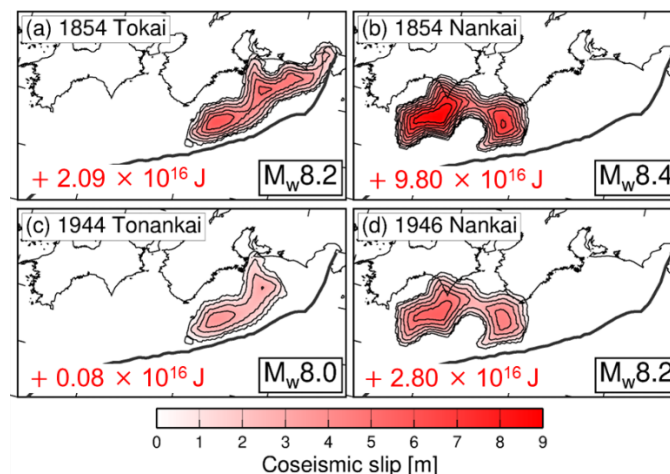 (a) 1854 Tokai
+ 2.09 × 10¹⁶ J
Mw8.2
(b) 1854 Nankai
+ 9.80 × 10¹⁶ J
Mw8.4
(c) 1944 Tonankai
+ 0.08 × 10¹⁶ J
Mw8.0
(d) 1946 Nankai
+ 2.80 × 10¹⁶ J
Mw8.2
0 1 2 3 4 5 6 7 8 9
Coseismic slip [m]